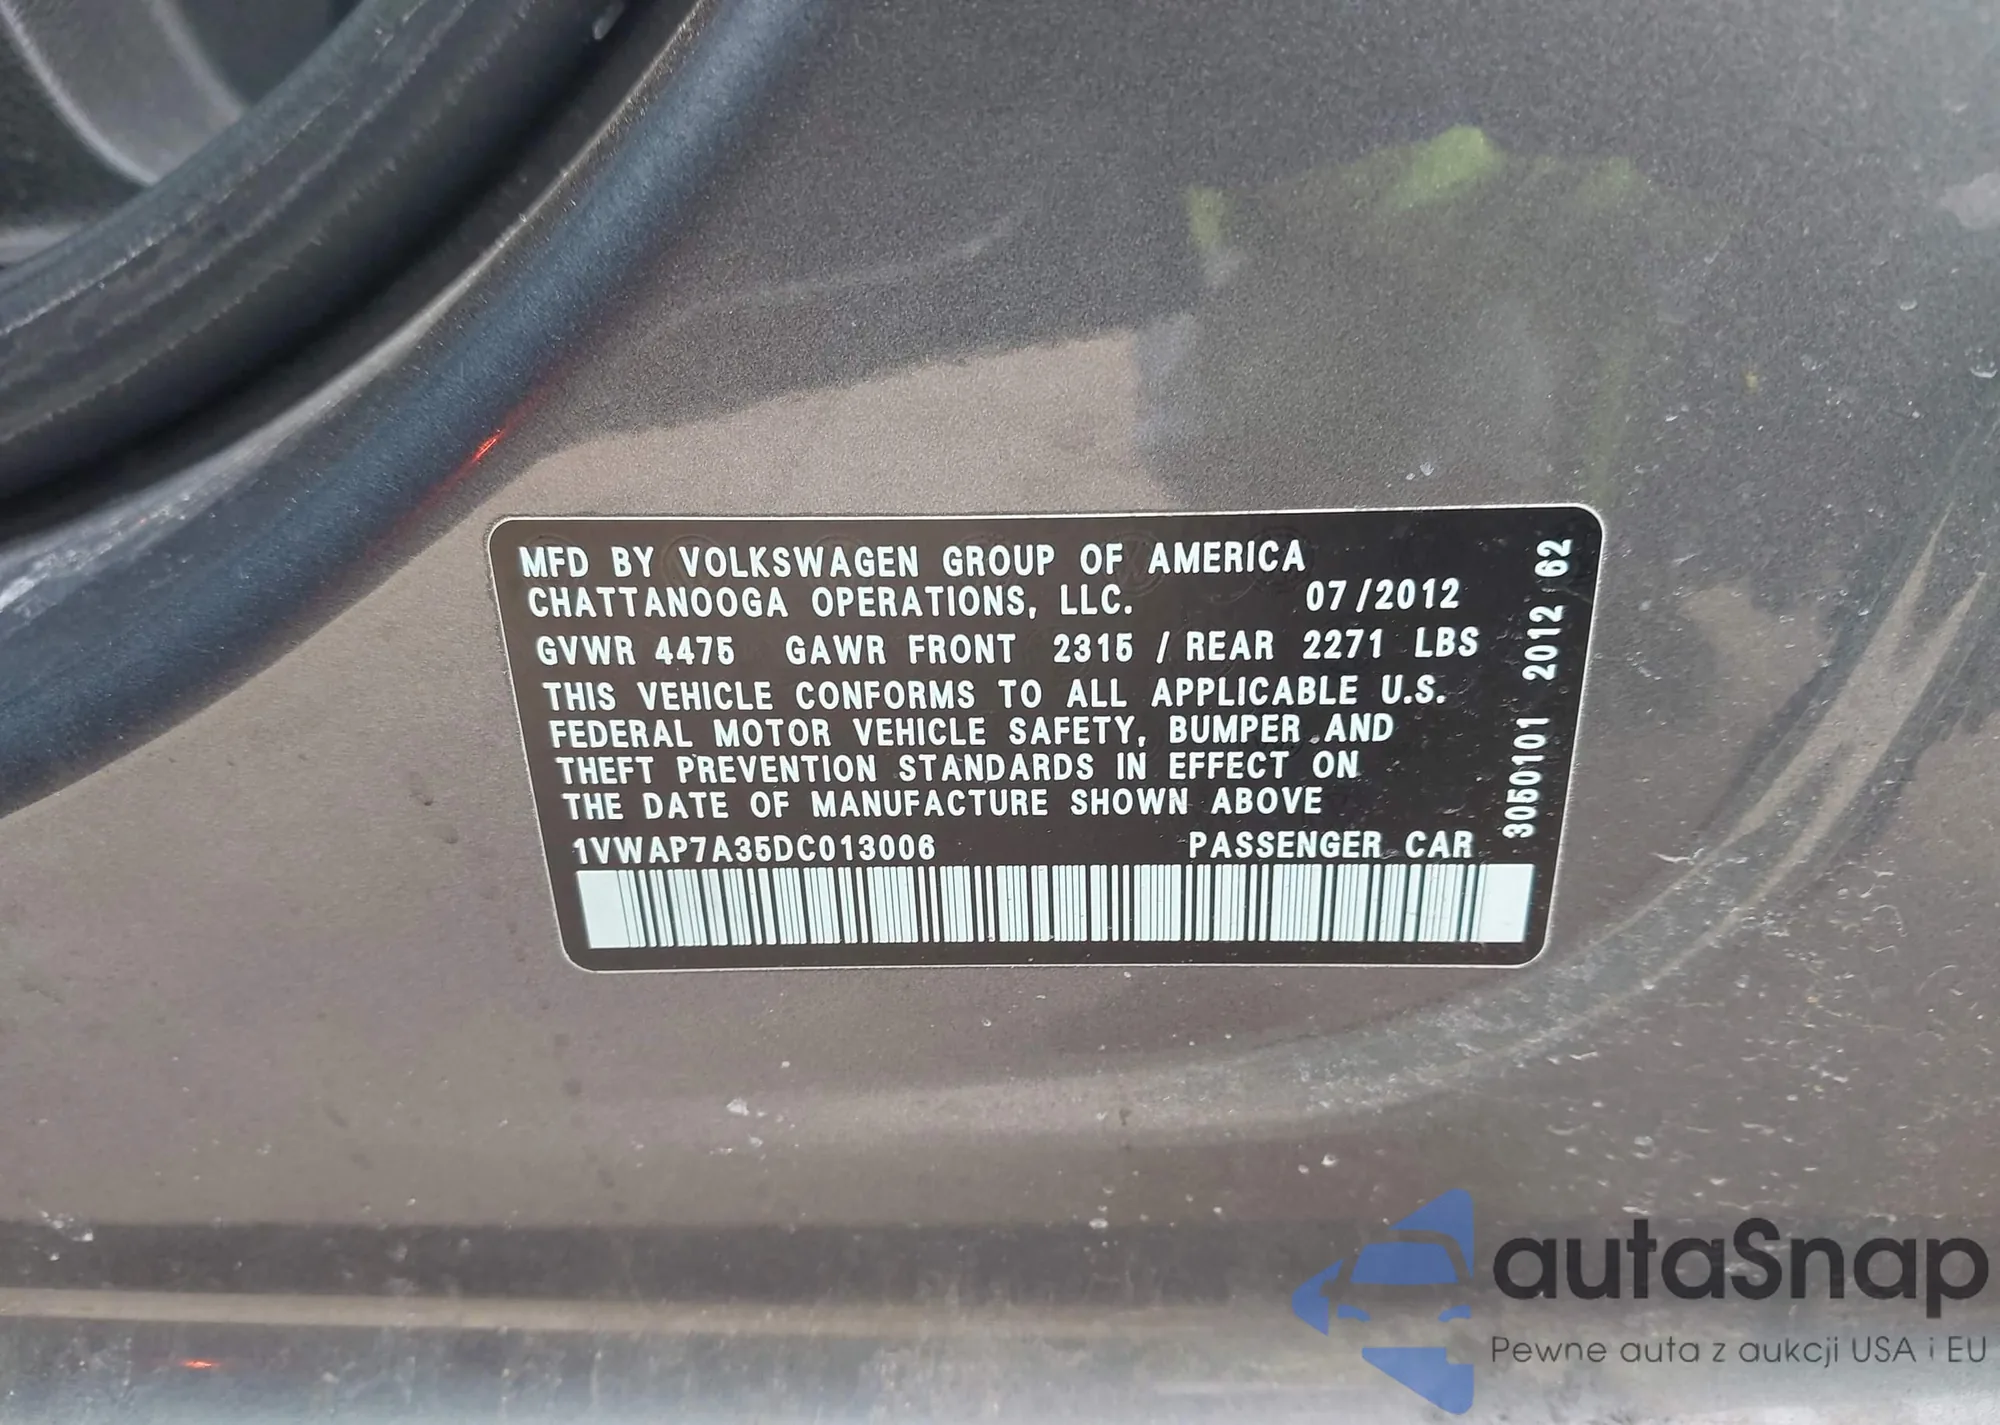 MFD BY VOLKSWAGEN GROUP OF AMERICA
CHATTANOOGA OPERATIONS, LLC. 07/2012
GVWR 4475 GAWR FRONT 2315 / REAR 2271 LBS
THIS VEHICLE CONFORMS TO ALL APPLICABLE U.S.
FEDERAL MOTOR VEHICLE SAFETY, BUMPER AND
THEFT PREVENTION STANDARDS IN EFFECT ON
THE DATE OF MANUFACTURE SHOWN ABOVE
1VWAP7A35DC013006 PASSENGER CAR
3050101 2012 62
autaSnap
Pewne auta z aukcji USA i EU